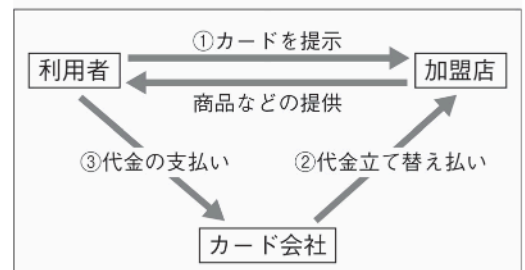 ①カードを提示
利用者
加盟店
商品などの提供
③代金の支払い
②代金立て替え払い
カード会社